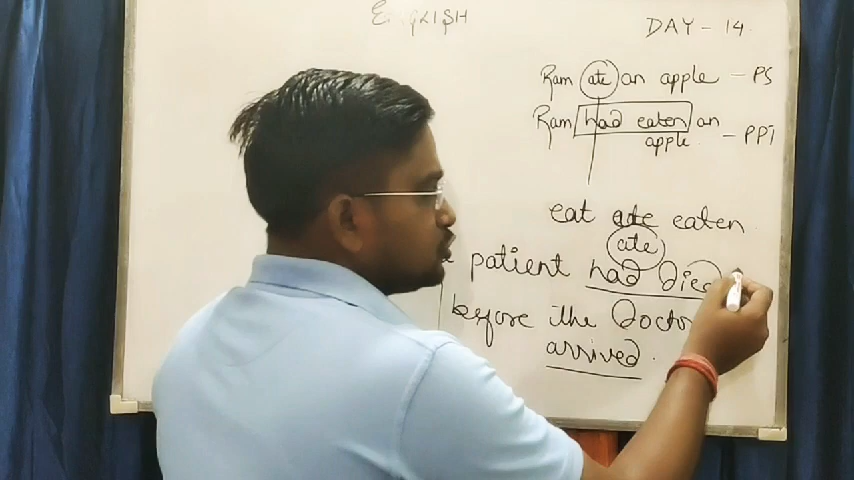 ENGLISH
DAY - 14
Ram ate an apple - PS
Ram had eaten an apple - PPT
eat ate eaten
ate
patient had Died
before the Doctor
arrived.